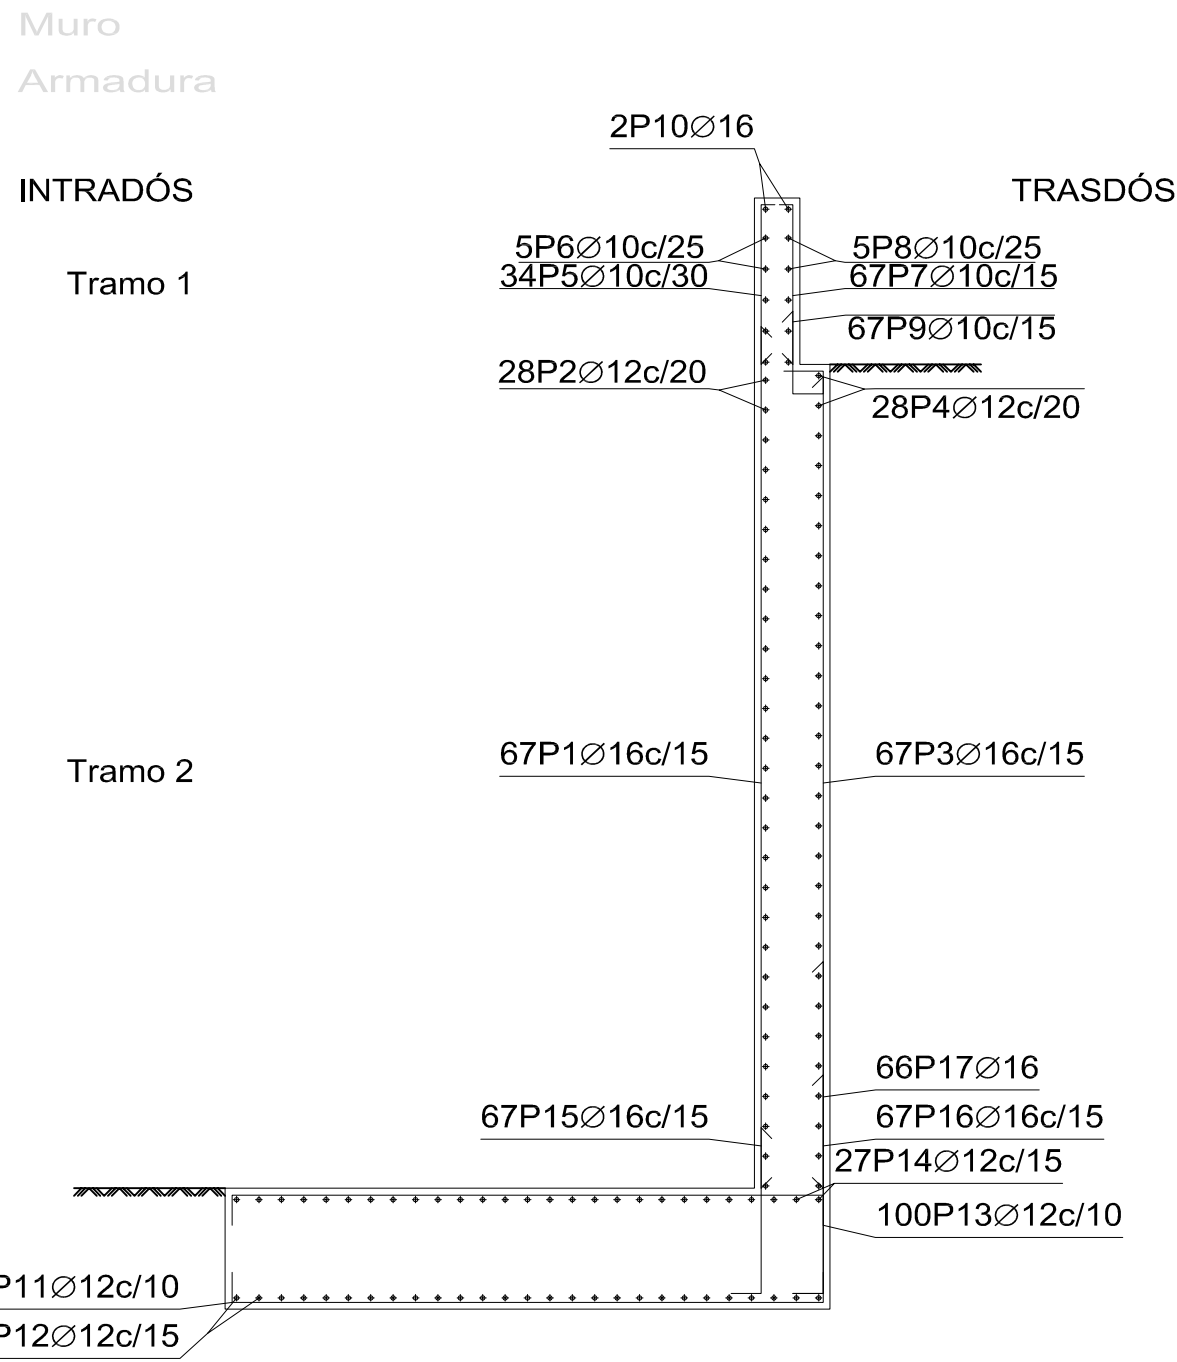 Muro
Armadura
2P10∅16
INTRADÓS
TRASDÓS
5P6∅10c/25
5P8∅10c/25
Tramo 1
34P5∅10c/30
67P7∅10c/15
67P9∅10c/15
28P2∅12c/20
28P4∅12c/20
Tramo 2
67P1∅16c/15
67P3∅16c/15
66P17∅16
67P15∅16c/15
67P16∅16c/15
27P14∅12c/15
100P13∅12c/10
P11∅12c/10
P12∅12c/15